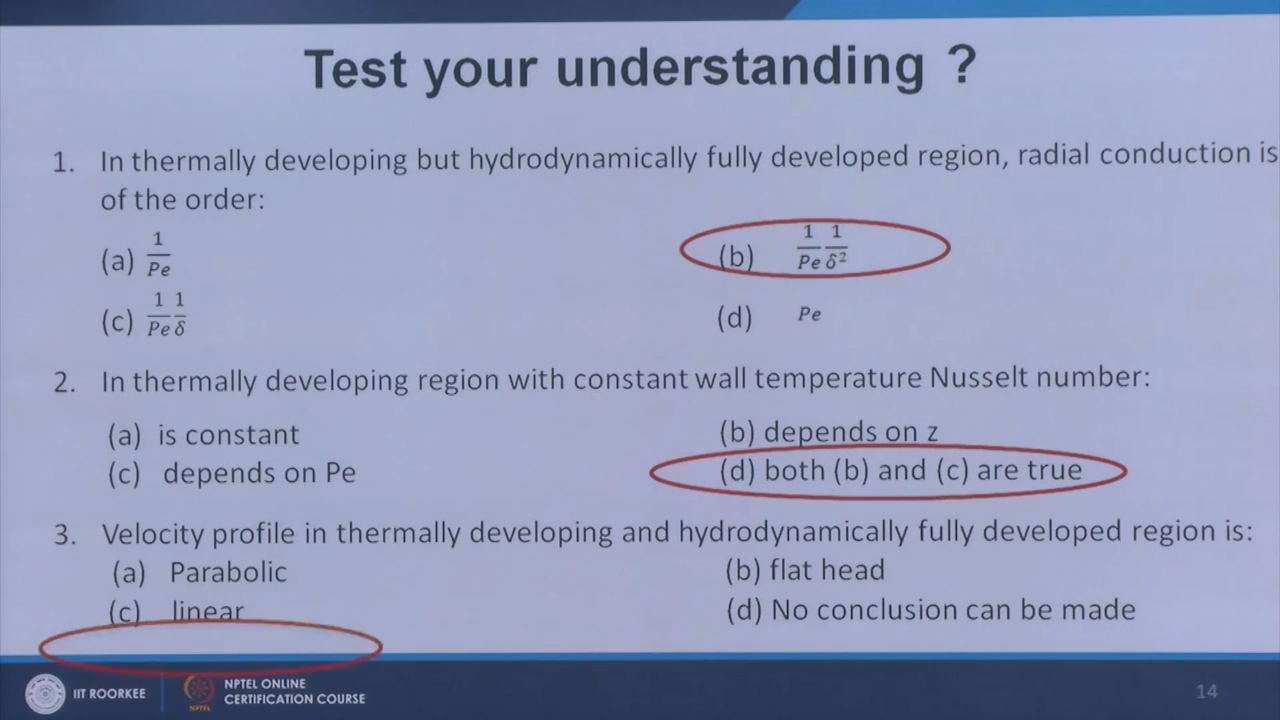 Test your understanding ?
1. In thermally developing but hydrodynamically fully developed region, radial conduction is
of the order:
(a) 1/Pe
(b) 1/Pe 1/δ²
(c) 1/Pe 1/δ
(d) Pe
2. In thermally developing region with constant wall temperature Nusselt number:
(a) is constant
(b) depends on z
(c) depends on Pe
(d) both (b) and (c) are true
3. Velocity profile in thermally developing and hydrodynamically fully developed region is:
(a) Parabolic
(b) flat head
(c) linear
(d) No conclusion can be made
IIT ROORKEE
NPTEL
NPTEL ONLINE
CERTIFICATION COURSE
14